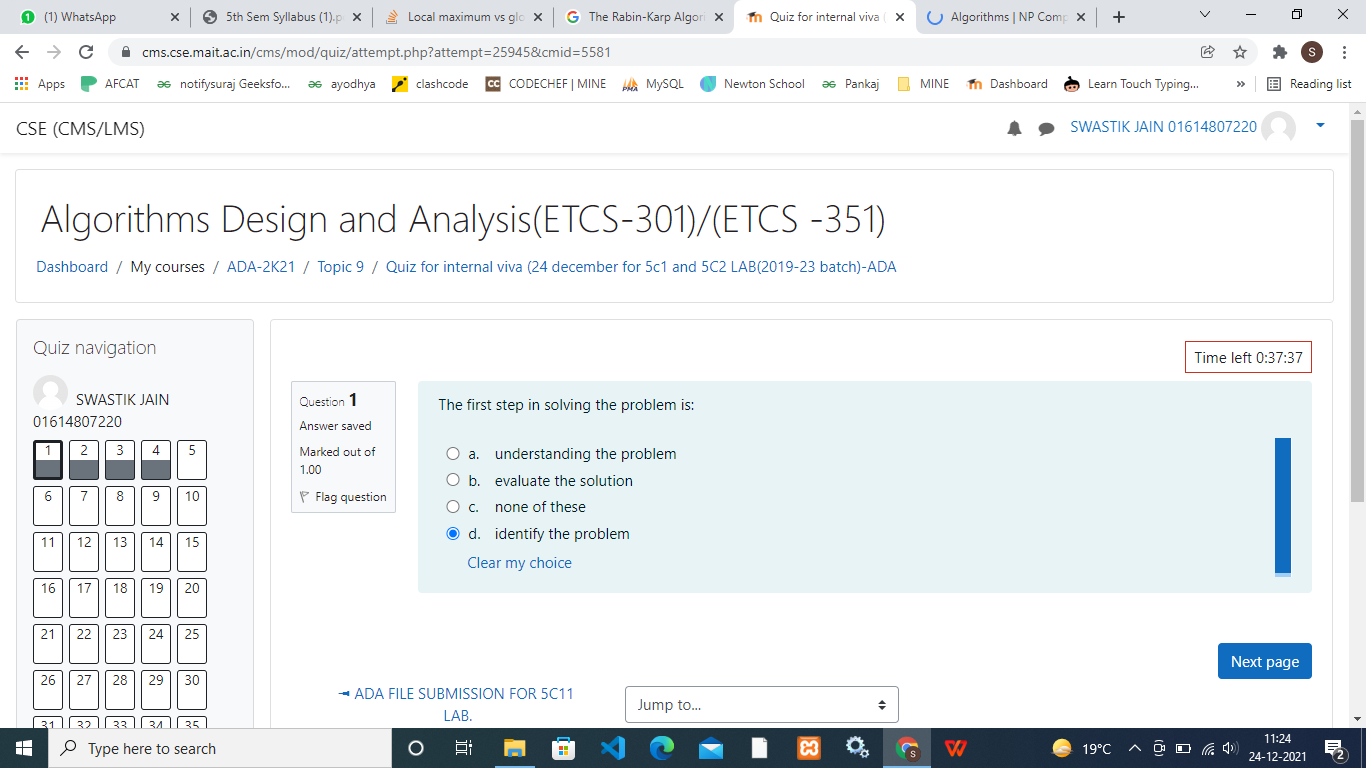 (1) WhatsApp
5th Sem Syllabus (1).p
Local maximum vs glo
The Rabin-Karp Algori
Quiz for internal viva (
Algorithms | NP Comp
cms.cse.mait.ac.in/cms/mod/quiz/attempt.php?attempt=25945&cmid=5581
S
Apps
AFCAT
notifysuraj Geeksfo...
ayodhya
clashcode
CC CODECHEF | MINE
PMA MySQL
Newton School
Pankaj
MINE
Dashboard
Learn Touch Typing...
»
Reading list
CSE (CMS/LMS)
SWASTIK JAIN 01614807220
Algorithms Design and Analysis(ETCS-301)/(ETCS -351)
Dashboard / My courses / ADA-2K21 / Topic 9 / Quiz for internal viva (24 december for 5c1 and 5C2 LAB(2019-23 batch)-ADA
Quiz navigation
SWASTIK JAIN
01614807220
1 2 3 4 5
6 7 8 9 10
11 12 13 14 15
16 17 18 19 20
21 22 23 24 25
26 27 28 29 30
31 32 33 34 35
Time left 0:37:37
Question 1
Answer saved
Marked out of
1.00
Flag question
The first step in solving the problem is:
a. understanding the problem
b. evaluate the solution
c. none of these
d. identify the problem
Clear my choice
Next page
◄ ADA FILE SUBMISSION FOR 5C11
LAB.
Jump to...
Type here to search
19°C
11:24
24-12-2021
2